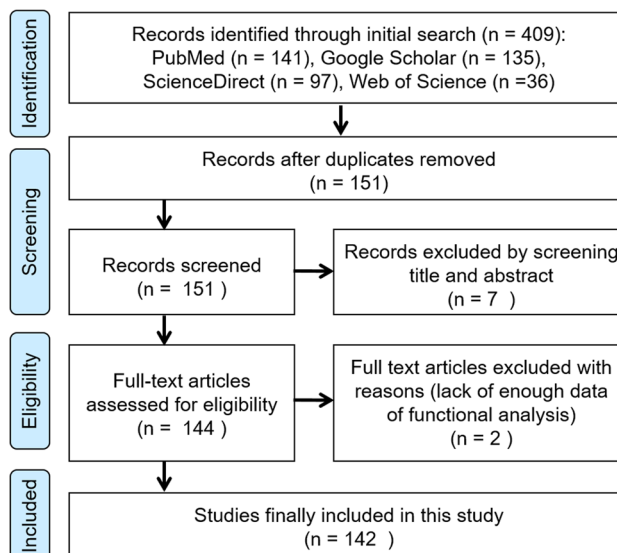 Identification
Records identified through initial search (n = 409):
PubMed (n = 141), Google Scholar (n = 135),
ScienceDirect (n = 97), Web of Science (n =36)
Screening
Records after duplicates removed
(n = 151)
Records screened
(n = 151 )
Records excluded by screening
title and abstract
(n = 7 )
Eligibility
Full-text articles
assessed for eligibility
(n = 144 )
Full text articles excluded with
reasons (lack of enough data
of functional analysis)
(n = 2 )
Included
Studies finally included in this study
(n = 142 )